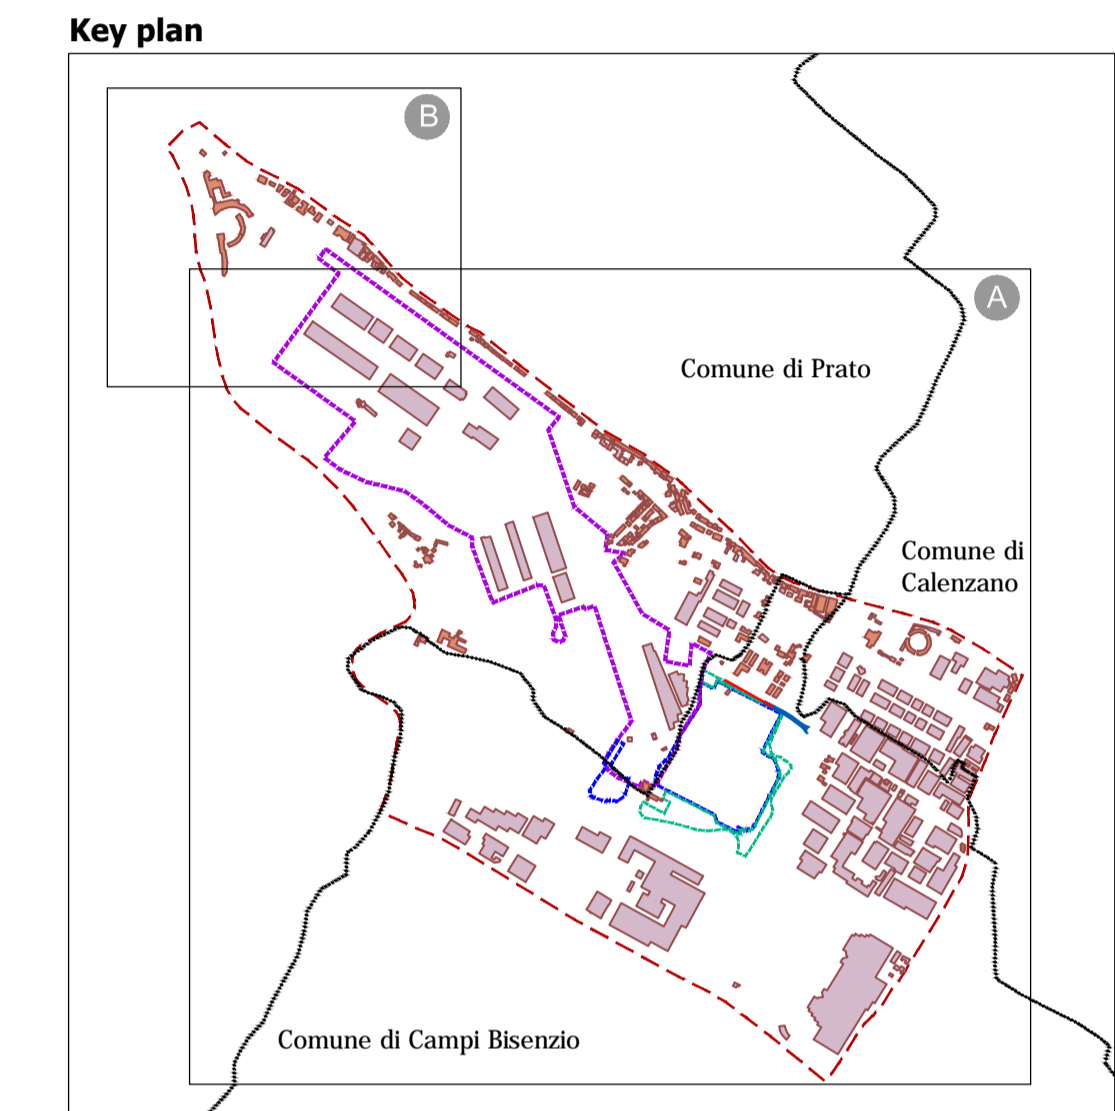 Key plan
B
A
Comune di Prato
Comune di
Calenzano
Comune di Campi Bisenzio